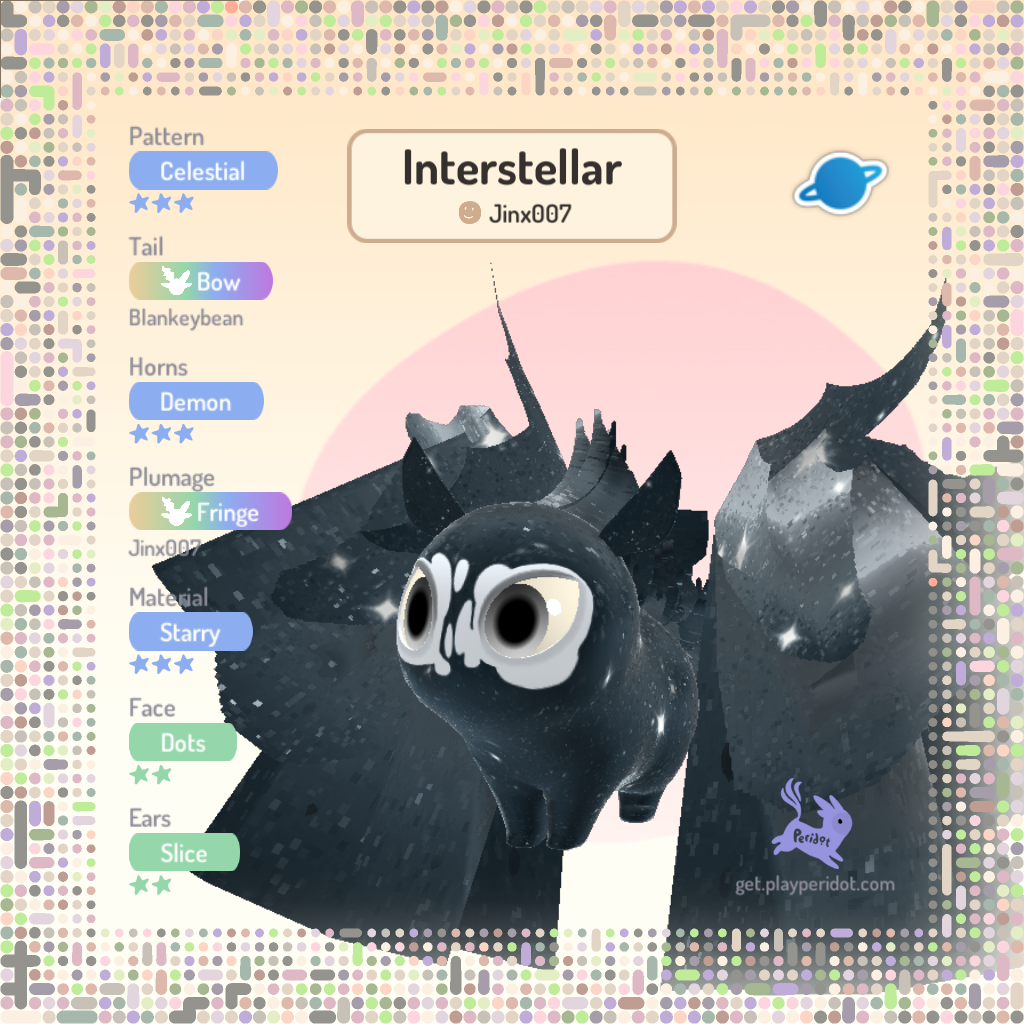 Interstellar
Jinx007
Pattern
Celestial
Tail
Bow
Blankeybean
Horns
Demon
Plumage
Fringe
Jinx007
Material
Starry
Face
Dots
Ears
Slice
Peridot
get.playperidot.com